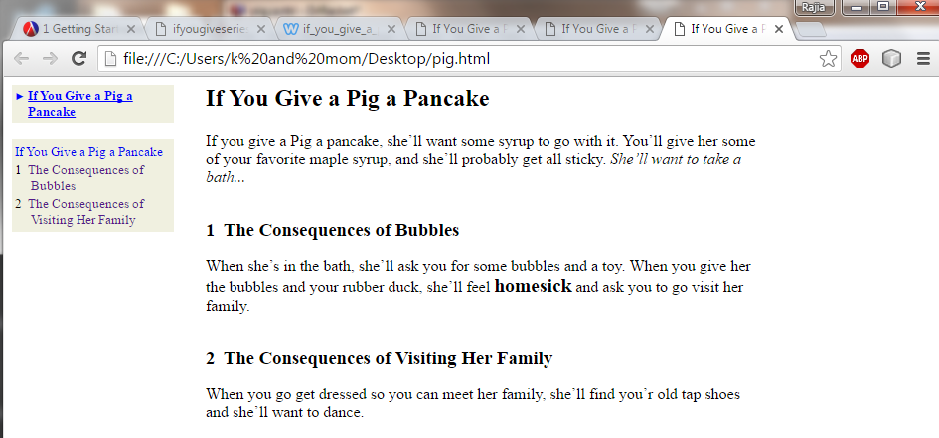 Rajia
1 Getting Start
ifyougiveserie
if_you_give_a_
If You Give a P
If You Give a P
If You Give a P
file:///C:/Users/k%20and%20mom/Desktop/pig.html
ABP
► If You Give a Pig a
Pancake
If You Give a Pig a Pancake
1 The Consequences of
Bubbles
2 The Consequences of
Visiting Her Family
If You Give a Pig a Pancake
If you give a Pig a pancake, she’ll want some syrup to go with it. You’ll give her some
of your favorite maple syrup, and she’ll probably get all sticky. She’ll want to take a
bath...
1 The Consequences of Bubbles
When she’s in the bath, she’ll ask you for some bubbles and a toy. When you give her
the bubbles and your rubber duck, she’ll feel homesick and ask you to go visit her
family.
2 The Consequences of Visiting Her Family
When you go get dressed so you can meet her family, she’ll find you’r old tap shoes
and she’ll want to dance.